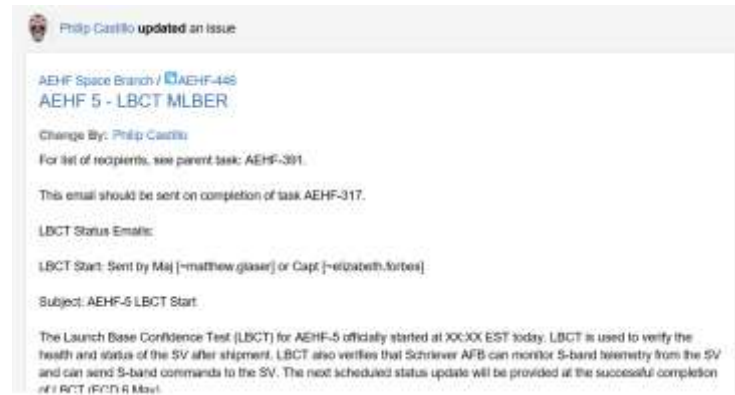 Philip Castillo updated an issue
AEHF Space Branch / AEHF-446
AEHF 5 - LBCT MLBER
Change By: Philip Castillo
For list of recipients, see parent task: AEHF-391.
This email should be sent on completion of task AEHF-317.
LBCT Status Emails:
LBCT Start: Sent by Maj [~matthew.glaser] or Capt [~elizabeth.forbes]
Subject: AEHF-5 LBCT Start
The Launch Base Confidence Test (LBCT) for AEHF-5 officially started at XX:XX EST today. LBCT is used to verify the
health and status of the SV after shipment. LBCT also verifies that Schriever AFB can monitor S-band telemetry from the SV
and can send S-band commands to the SV. The next scheduled status update will be provided at the successful completion
of LBCT (ECD 6 May)